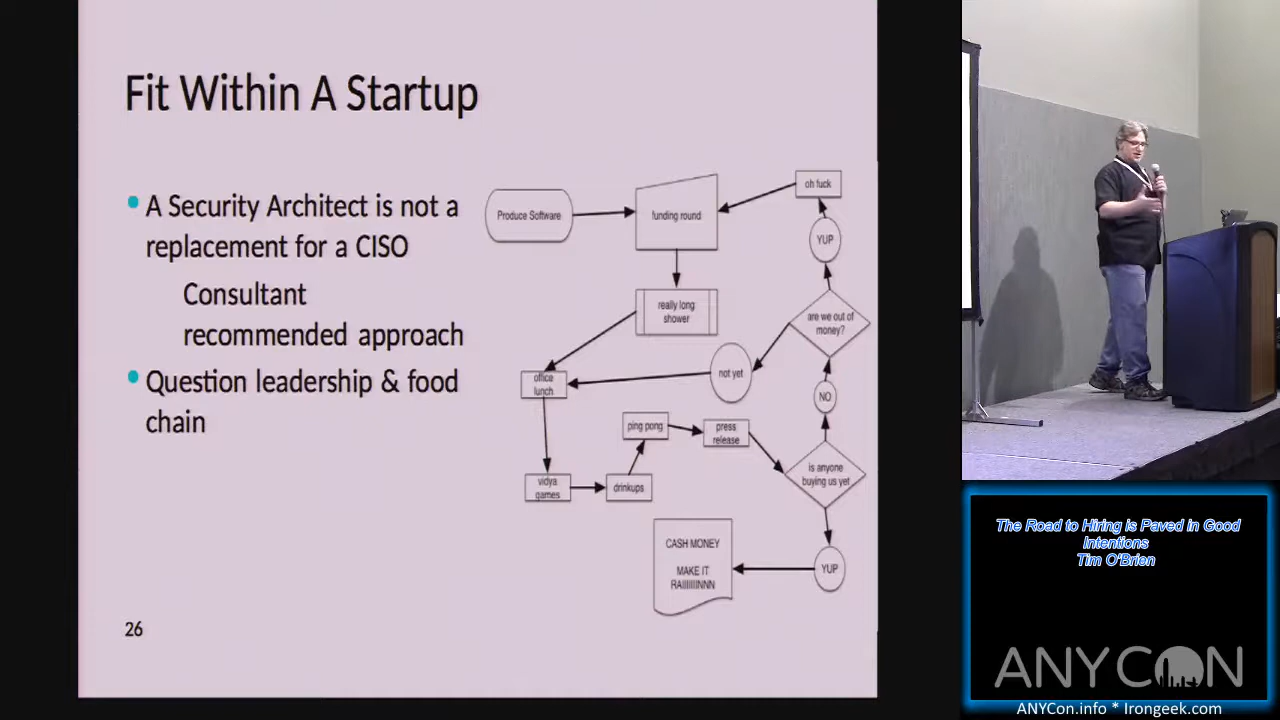 Fit Within A Startup
A Security Architect is not a
replacement for a CISO
Consultant
recommended approach
Question leadership & food
chain
26
Produce Software
funding round
oh fuck
YUP
really long
shower
are we out of
money?
not yet
office
lunch
NO
ping pong
press
release
is anyone
buying us yet
vidya
games
drinkups
CASH MONEY
MAKE IT
RAIIIIIIINNN
YUP
The Road to Hiring is Paved in Good
Intentions
Tim O'Brien
ANYCON
ANYCon.info * Irongeek.com